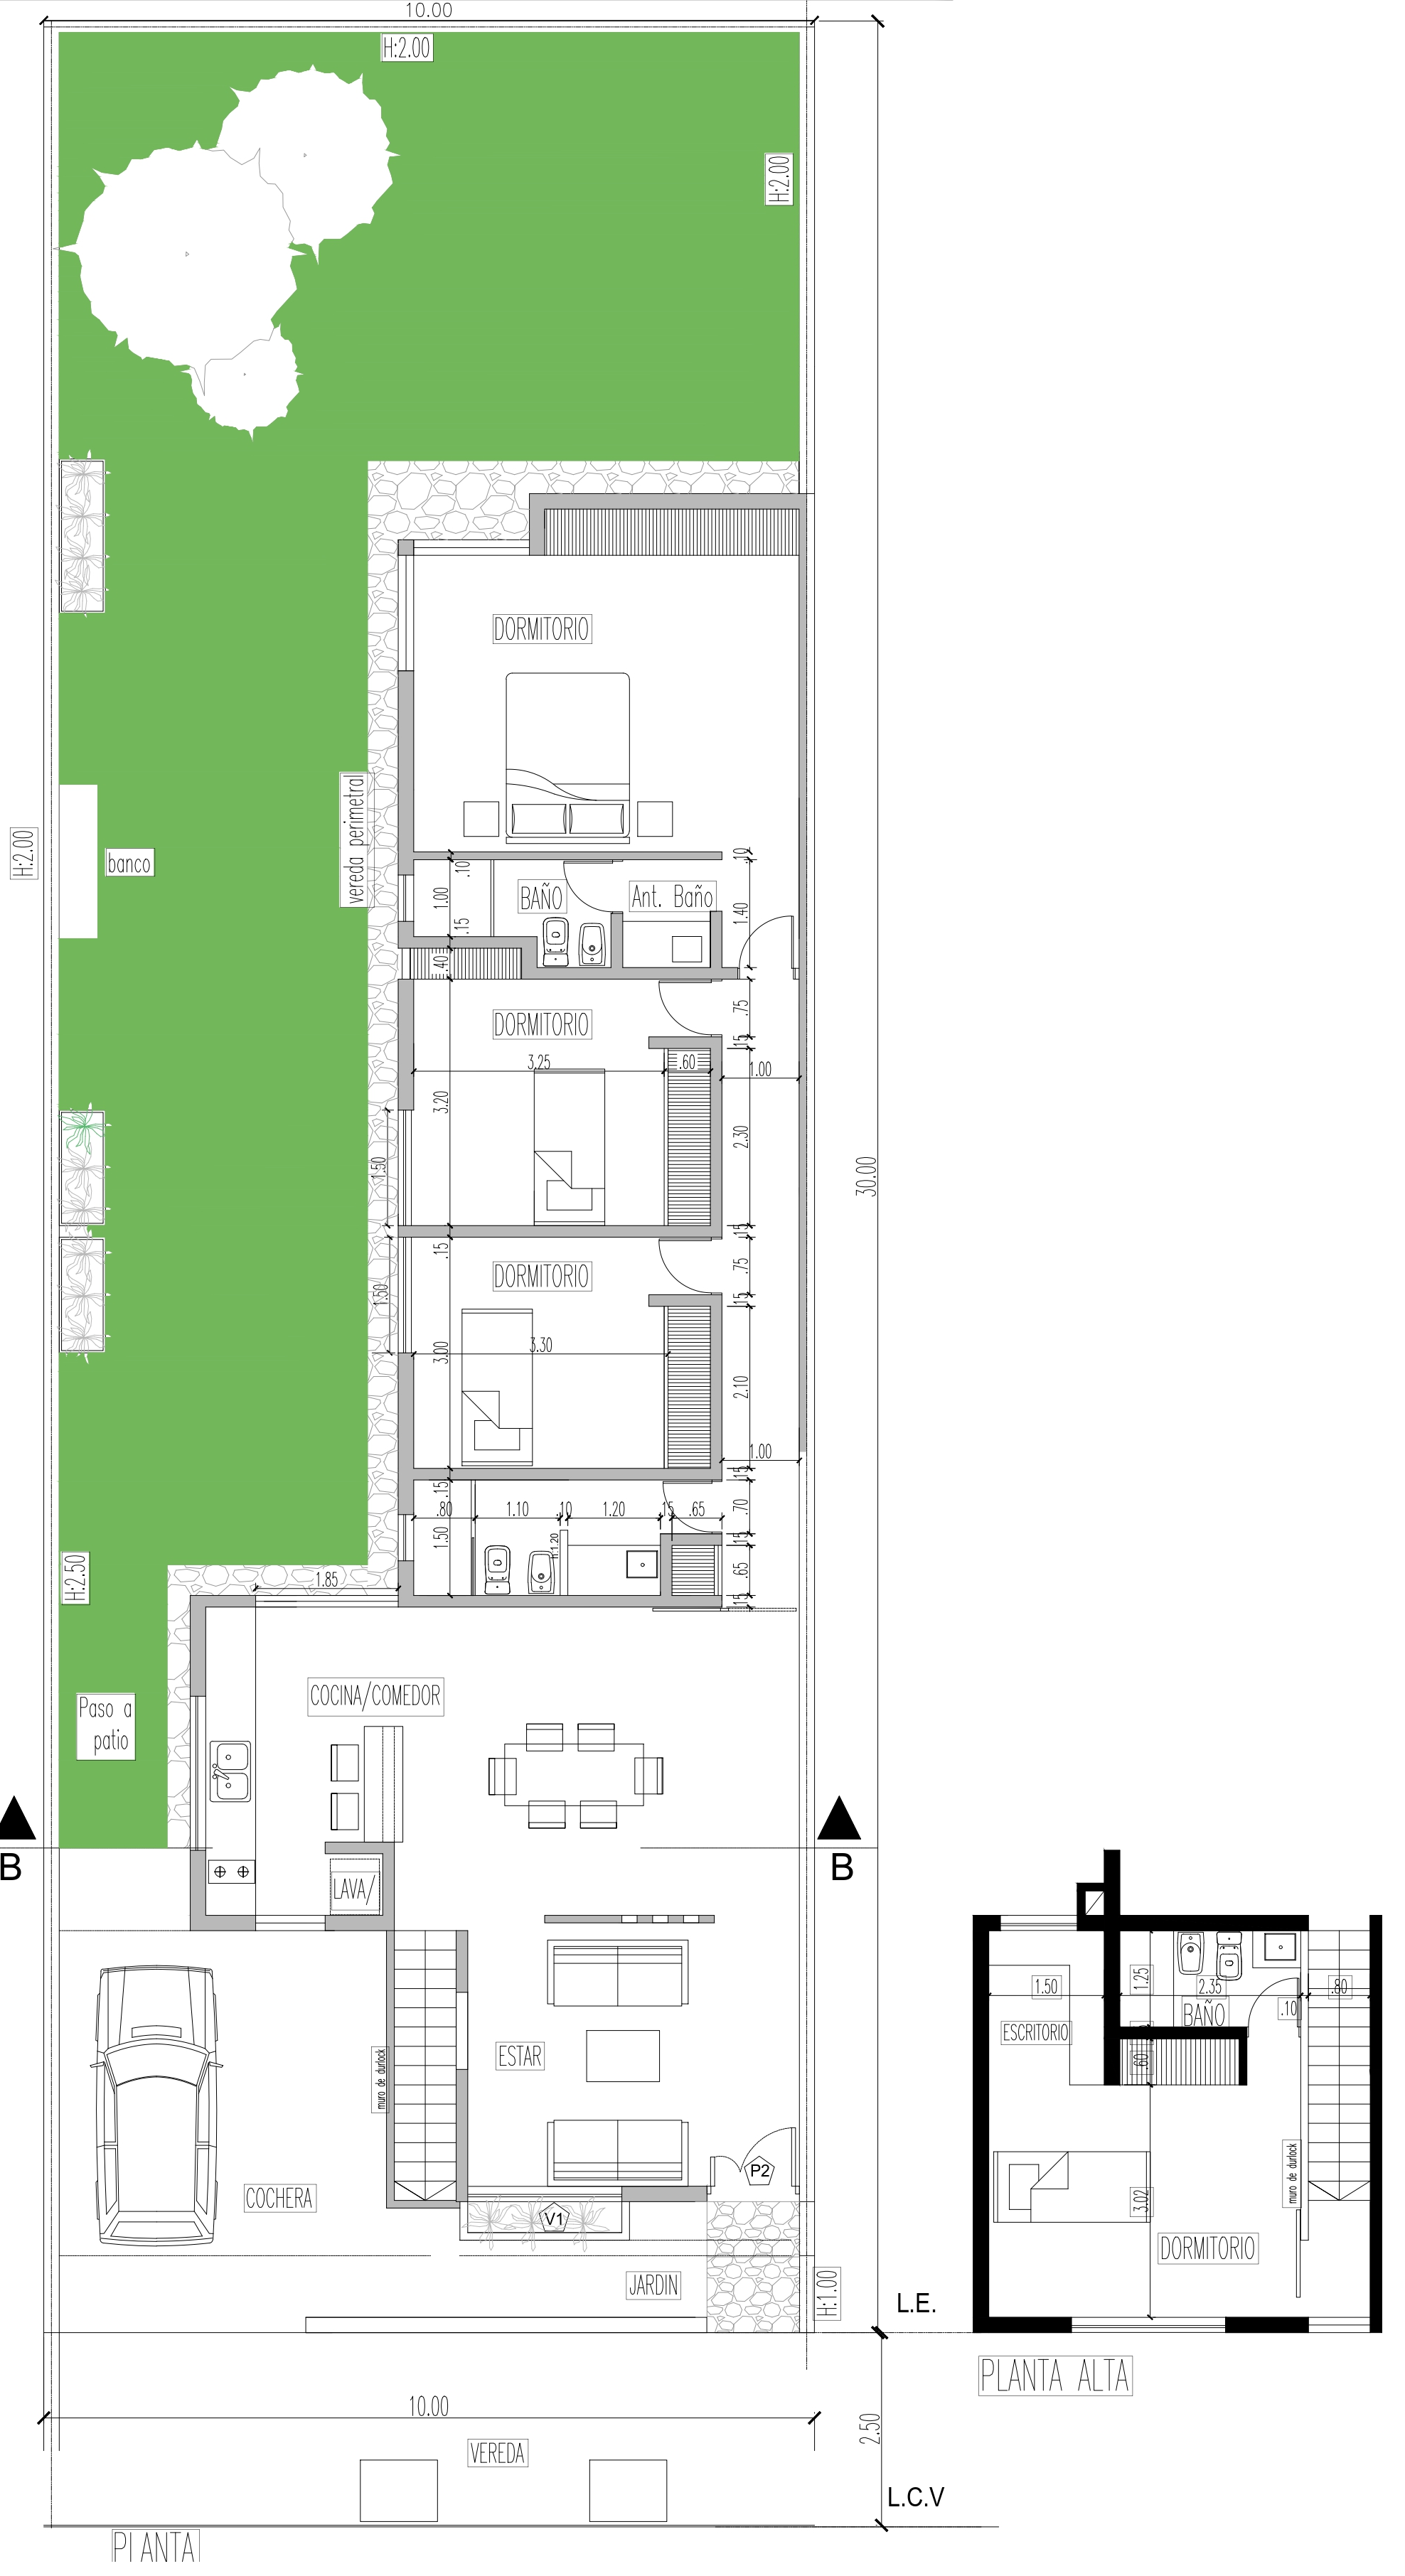 10.00
H:2.00
H:2.00
DORMITORIO
vereda perimetral
H:2.00
banco
.10
.10
1.00
BAÑO
Ant. Baño
1.40
.15
.40
DORMITORIO
.75
.15
3.25
.60
1.00
3.20
2.30
1.50
30.00
.15
.15
DORMITORIO
.75
1.50
.15
3.00
3.30
2.10
1.00
.15
.15
.80
1.10
.10
1.20
.15
.65
.70
1.50
H:1.20
.15
.65
.15
H:2.50
1.85
COCINA/COMEDOR
Paso a
patio
B
B
LAVA/
ESTAR
muro de durlock
P2
COCHERA
V1
JARDIN
H:1.00
L.E.
10.00
2.50
VEREDA
L.C.V
PLANTA
1.50
1.25
2.35
.80
BAÑO
.10
ESCRITORIO
.60
muro de durlock
3.02
DORMITORIO
PLANTA ALTA